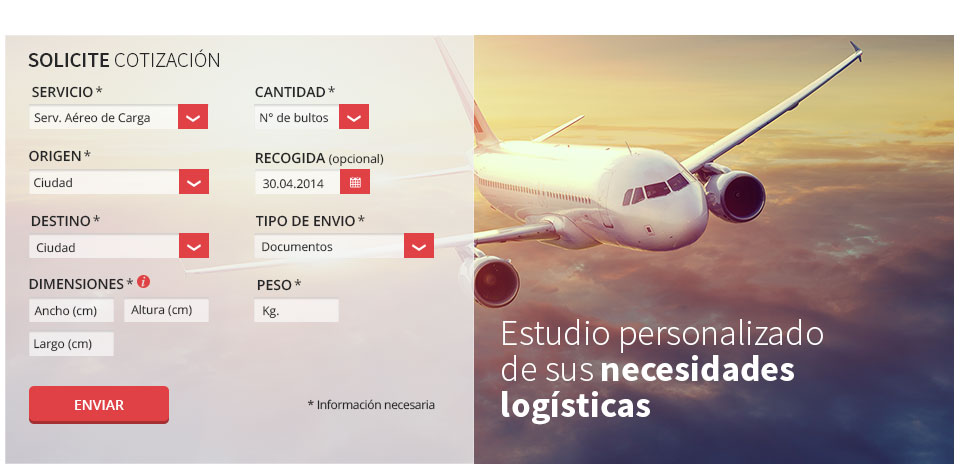 SOLICITE COTIZACIÓN
SERVICIO *
Serv. Aéreo de Carga
CANTIDAD *
N° de bultos
ORIGEN *
Ciudad
RECOGIDA (opcional)
30.04.2014
DESTINO *
Ciudad
TIPO DE ENVIO *
Documentos
DIMENSIONES * i
Ancho (cm)
Altura (cm)
Largo (cm)
PESO *
Kg.
ENVIAR
* Información necesaria
Estudio personalizado
de sus necesidades
logísticas